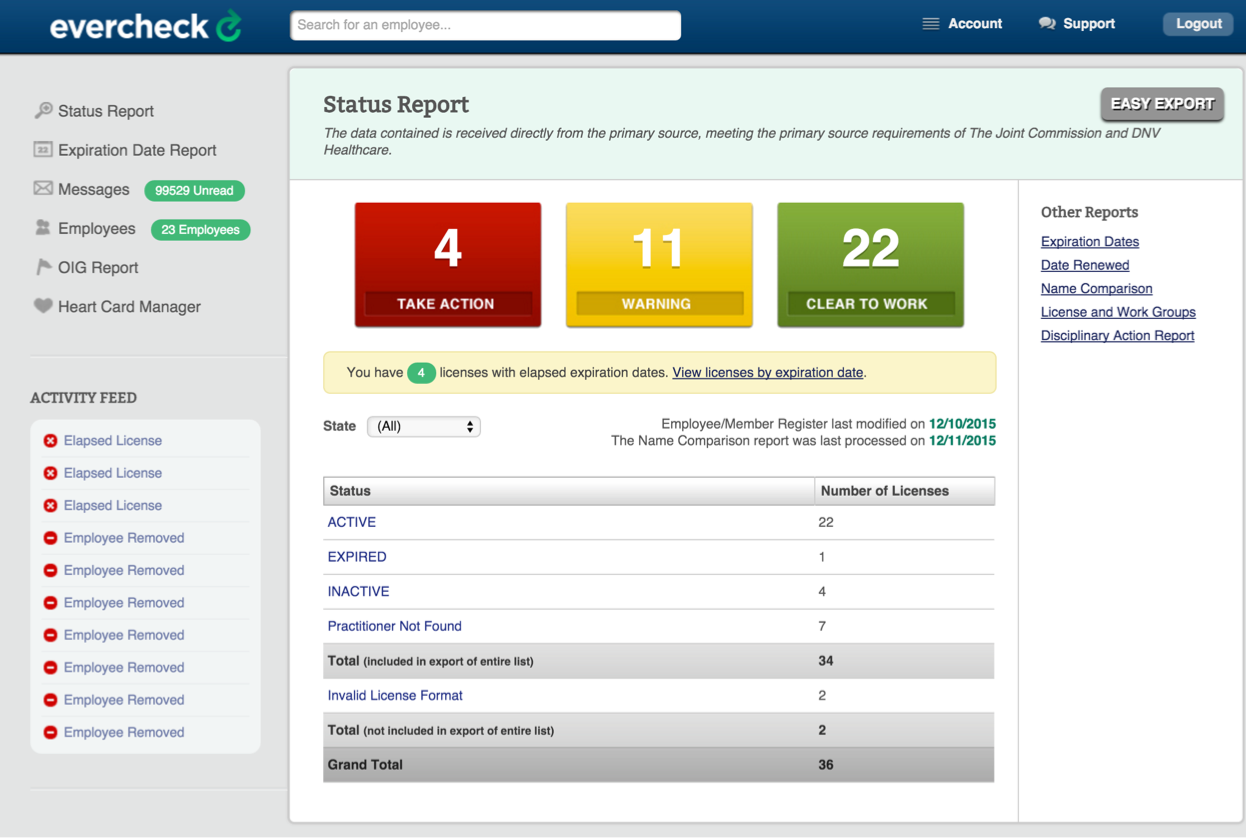 evercheck
Search for an employee...
Account
Support
Logout
Status Report
22 Expiration Date Report
Messages 99529 Unread
Employees 23 Employees
OIG Report
Heart Card Manager
ACTIVITY FEED
Elapsed License
Elapsed License
Elapsed License
Employee Removed
Employee Removed
Employee Removed
Employee Removed
Employee Removed
Employee Removed
Employee Removed
Status Report
EASY EXPORT
The data contained is received directly from the primary source, meeting the primary source requirements of The Joint Commission and DNV
Healthcare.
4
TAKE ACTION
11
WARNING
22
CLEAR TO WORK
You have 4 licenses with elapsed expiration dates. View licenses by expiration date.
State (All)
Employee/Member Register last modified on 12/10/2015
The Name Comparison report was last processed on 12/11/2015
Status Number of Licenses
ACTIVE 22
EXPIRED 1
INACTIVE 4
Practitioner Not Found 7
Total (included in export of entire list) 34
Invalid License Format 2
Total (not included in export of entire list) 2
Grand Total 36
Other Reports
Expiration Dates
Date Renewed
Name Comparison
License and Work Groups
Disciplinary Action Report